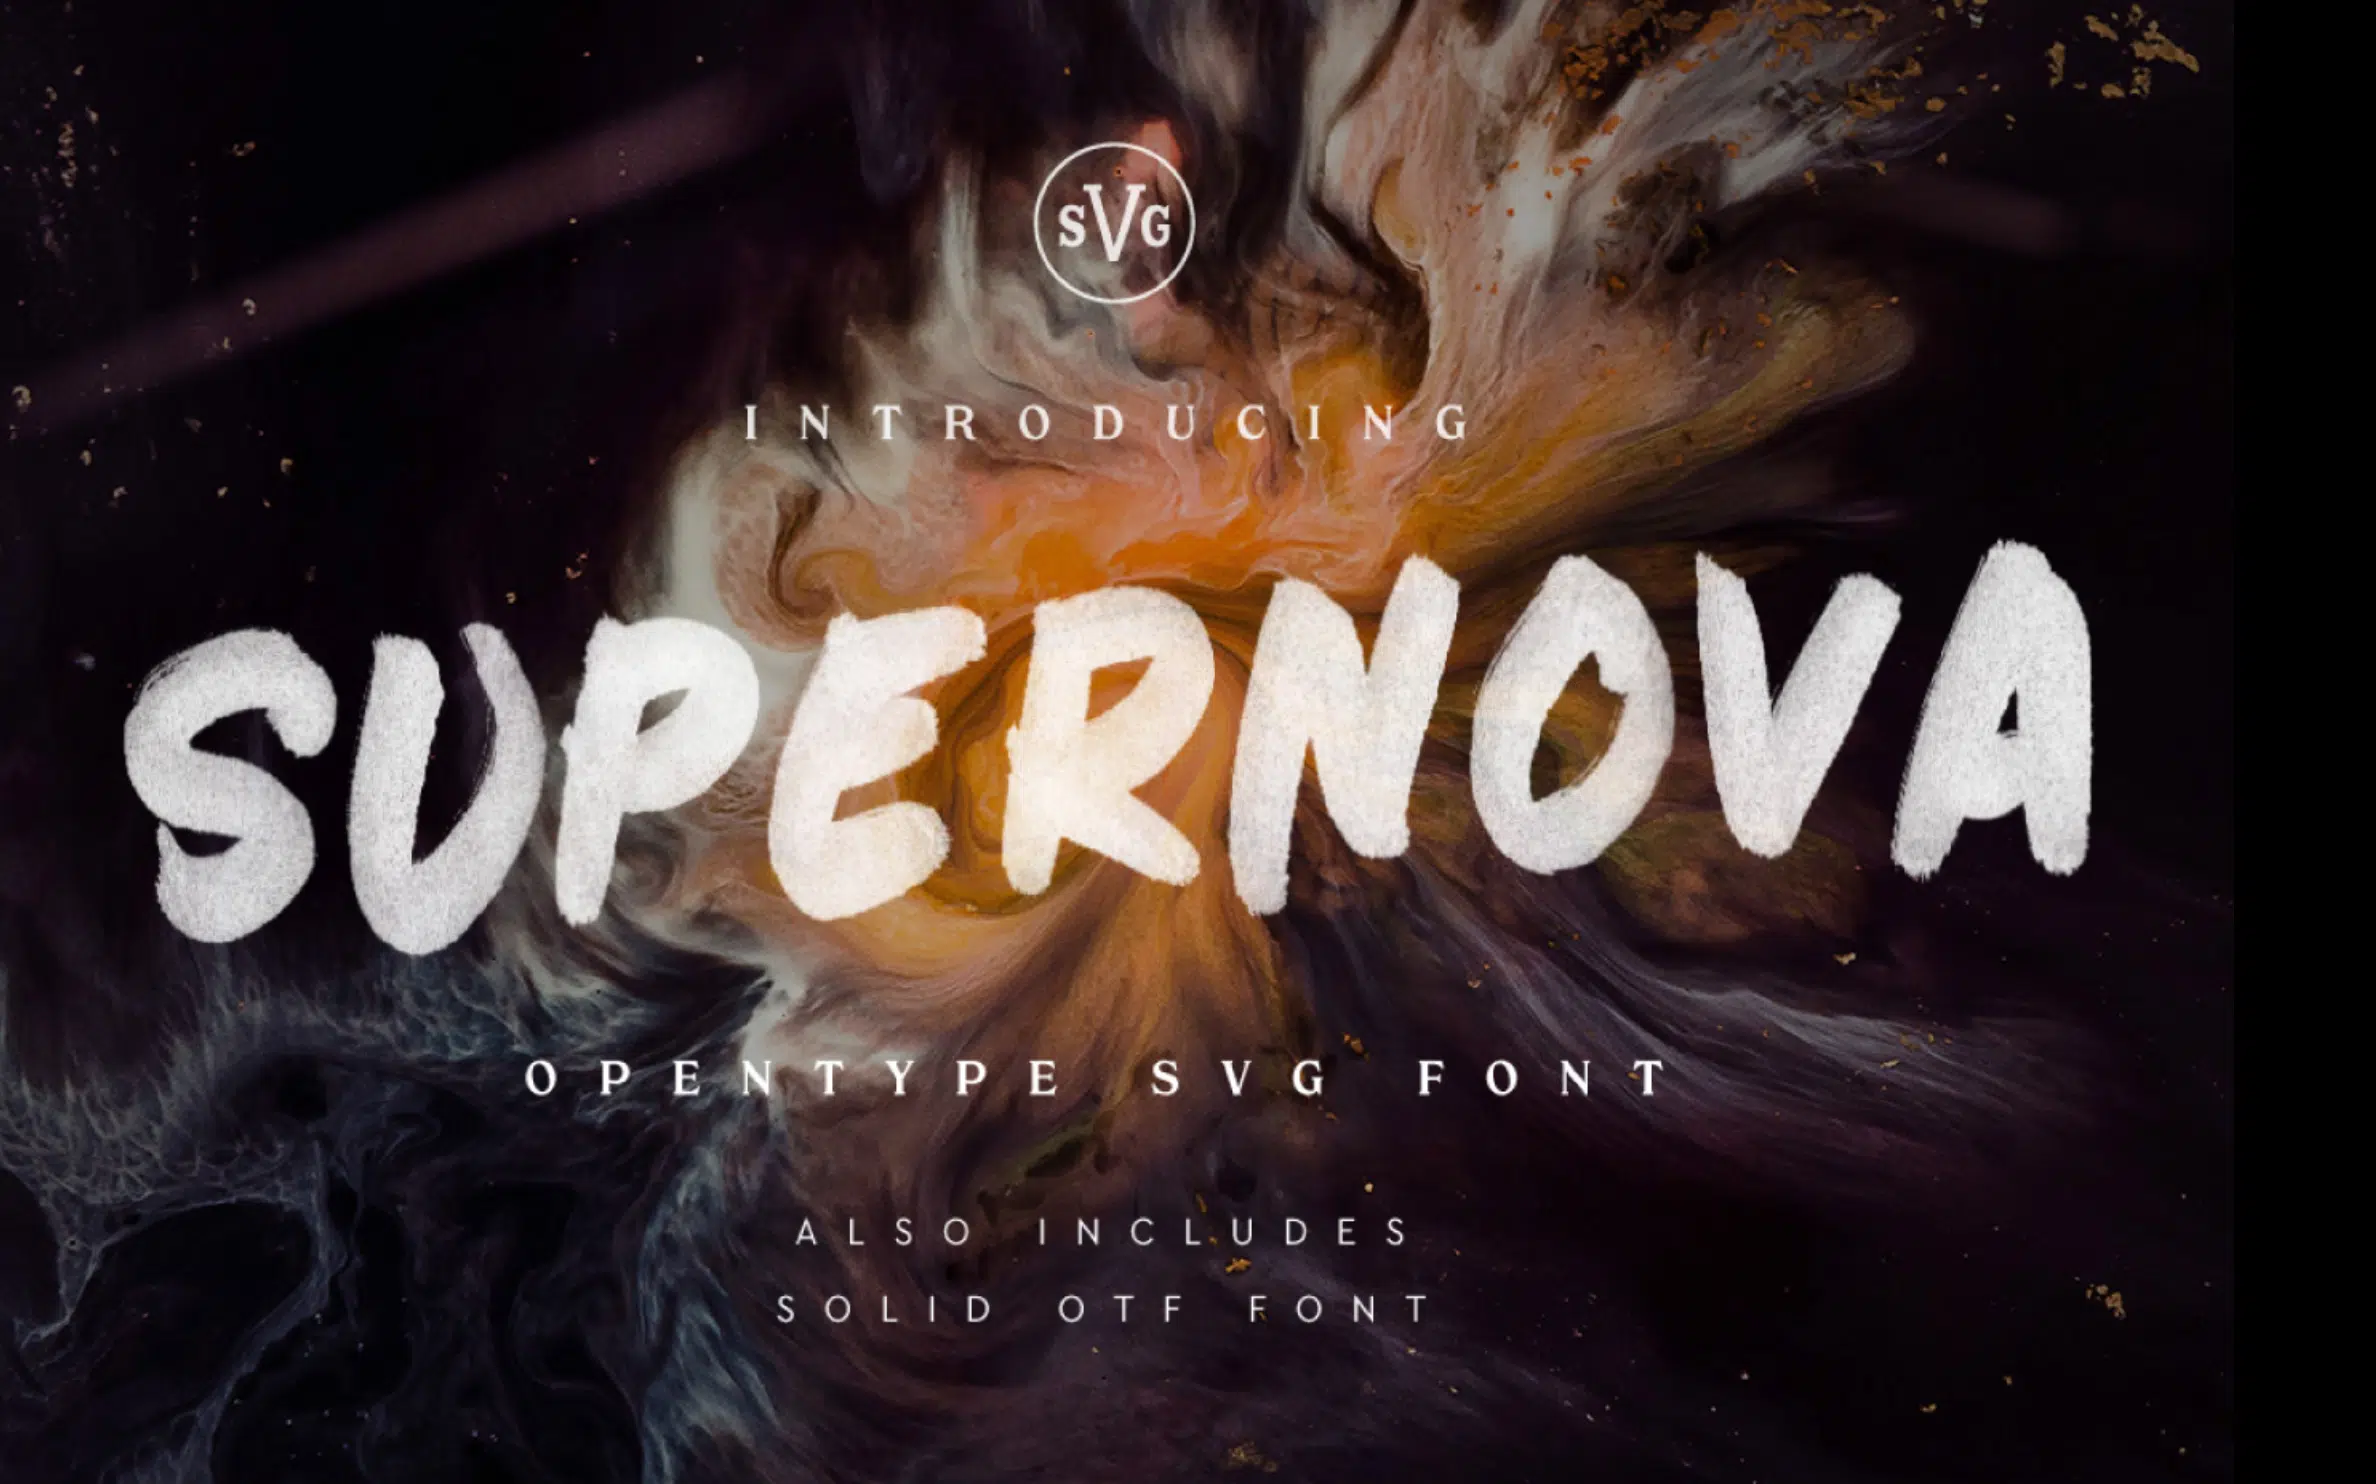 SVG
INTRODUCING
SUPERNOVA
OPENTYPE SVG FONT
ALSO INCLUDES
SOLID OTF FONT